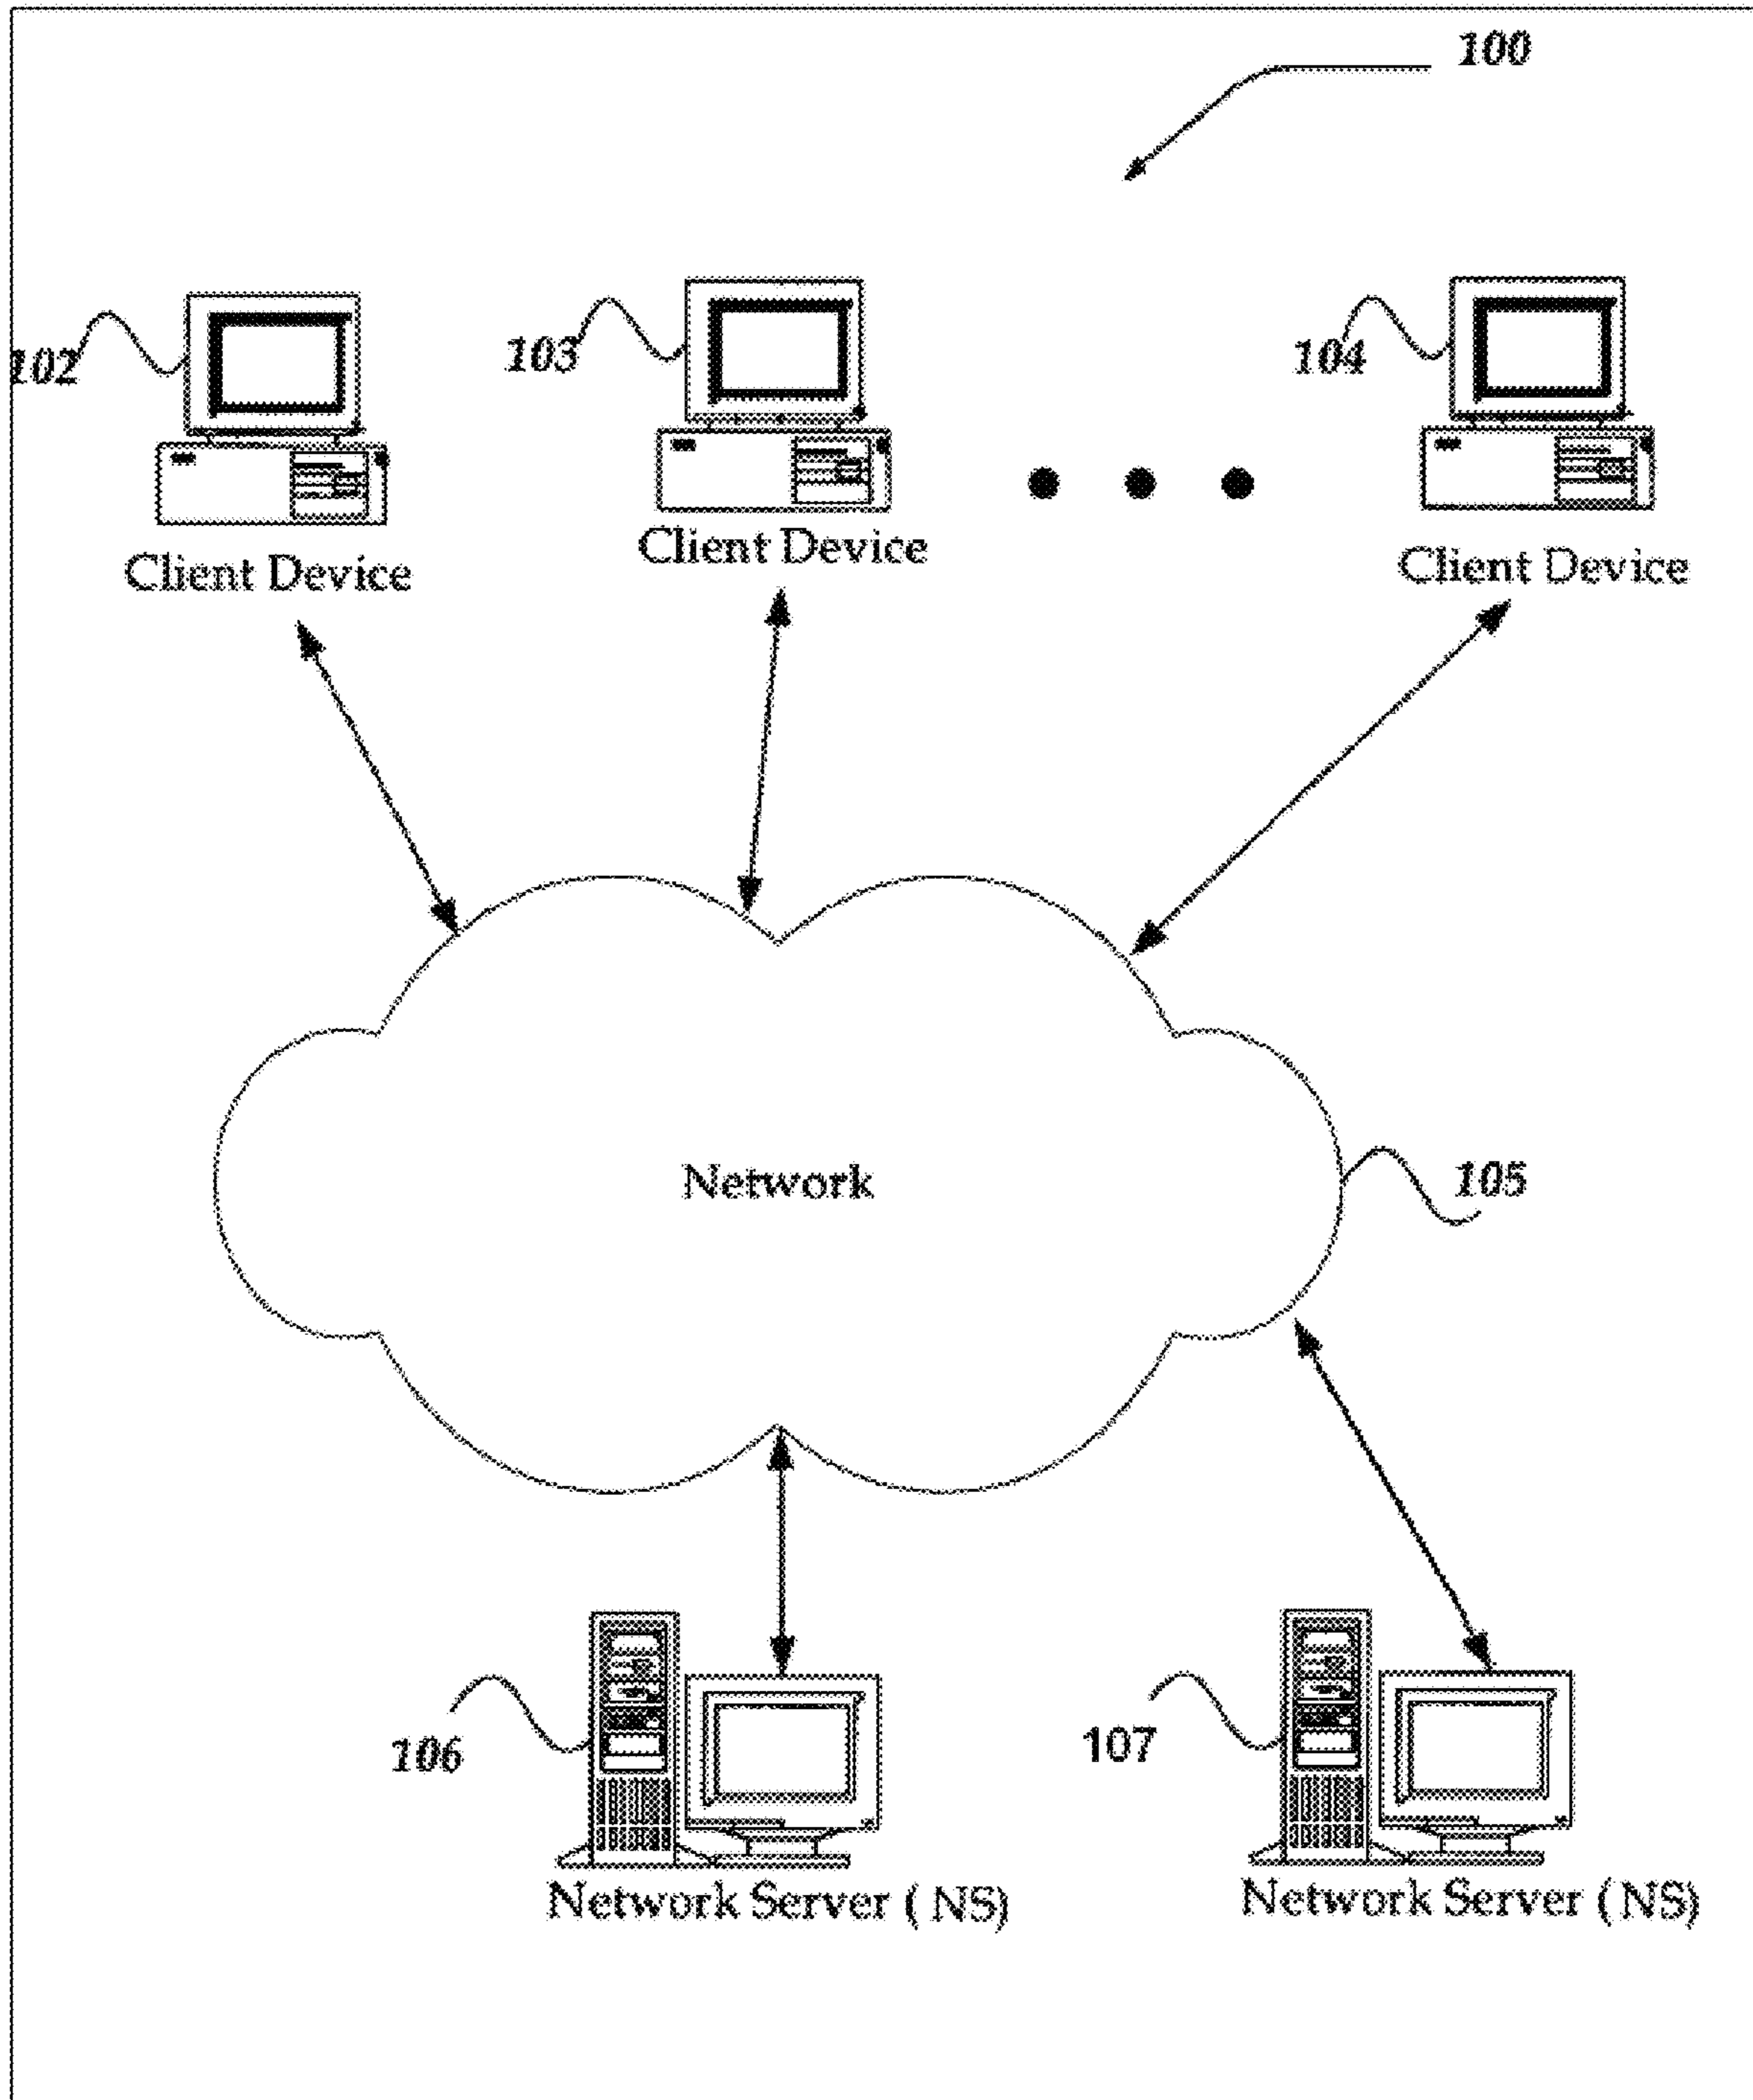 100
102
103
104
Client Device
Client Device
Client Device
Network
105
106
107
Network Server ( NS)
Network Server ( NS)